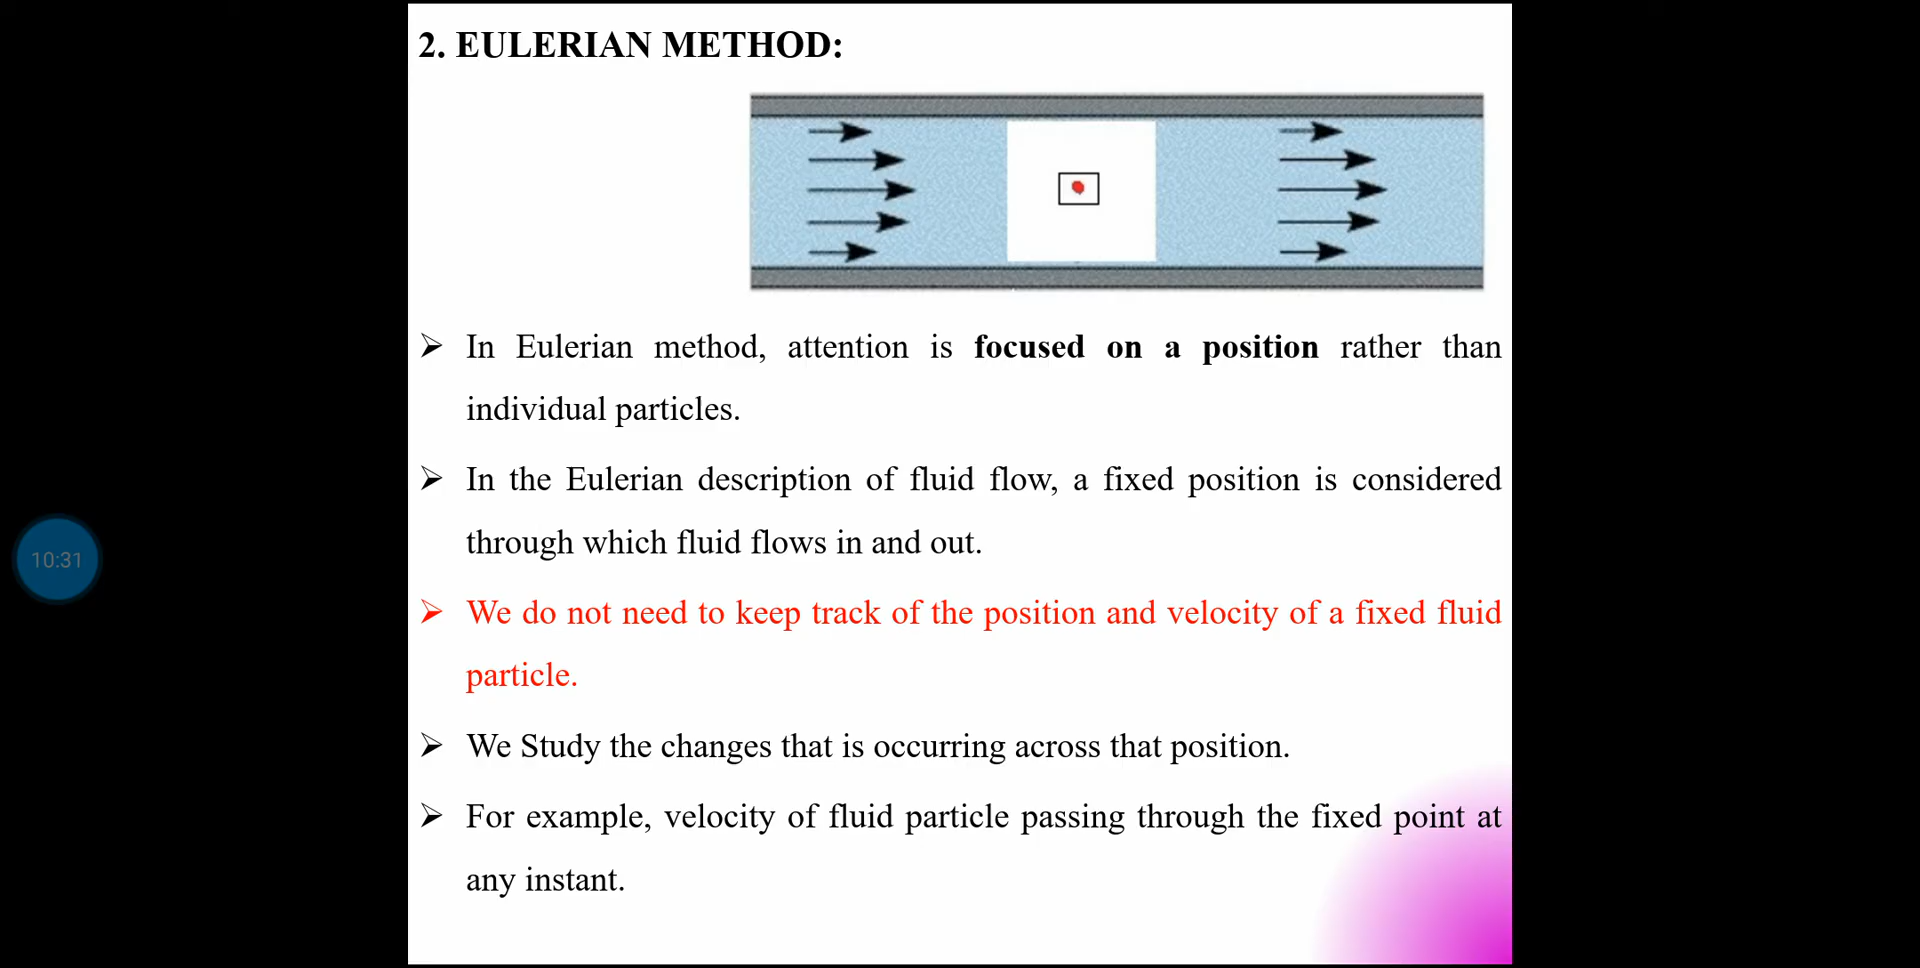 2. EULERIAN METHOD:
➢ In Eulerian method, attention is focused on a position rather than
individual particles.
➢ In the Eulerian description of fluid flow, a fixed position is considered
through which fluid flows in and out.
10:31
➢ We do not need to keep track of the position and velocity of a fixed fluid
particle.
➢ We Study the changes that is occurring across that position.
➢ For example, velocity of fluid particle passing through the fixed point at
any instant.